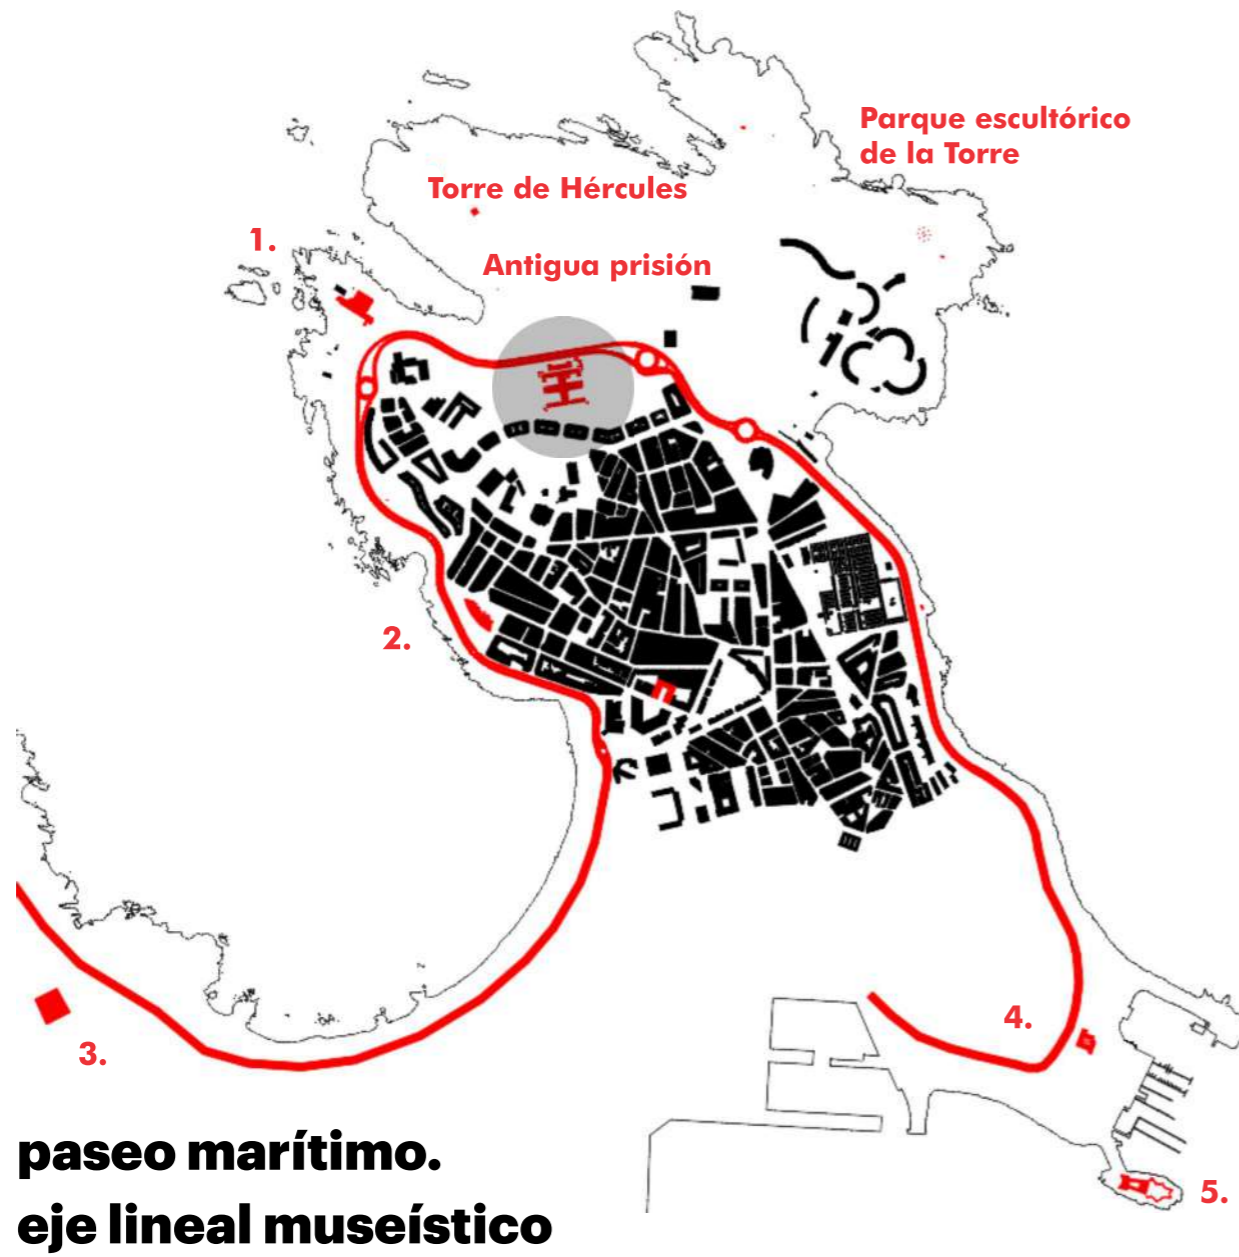 Parque escultórico
de la Torre
Torre de Hércules
1.
Antigua prisión
2.
3.
4.
5.
paseo marítimo.
eje lineal museístico